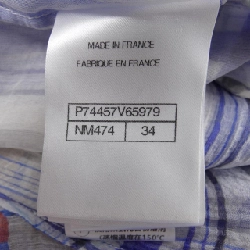 MADE IN FRANCE
FABRIQUE EN FRANCE
P74457V65979
NM474 34